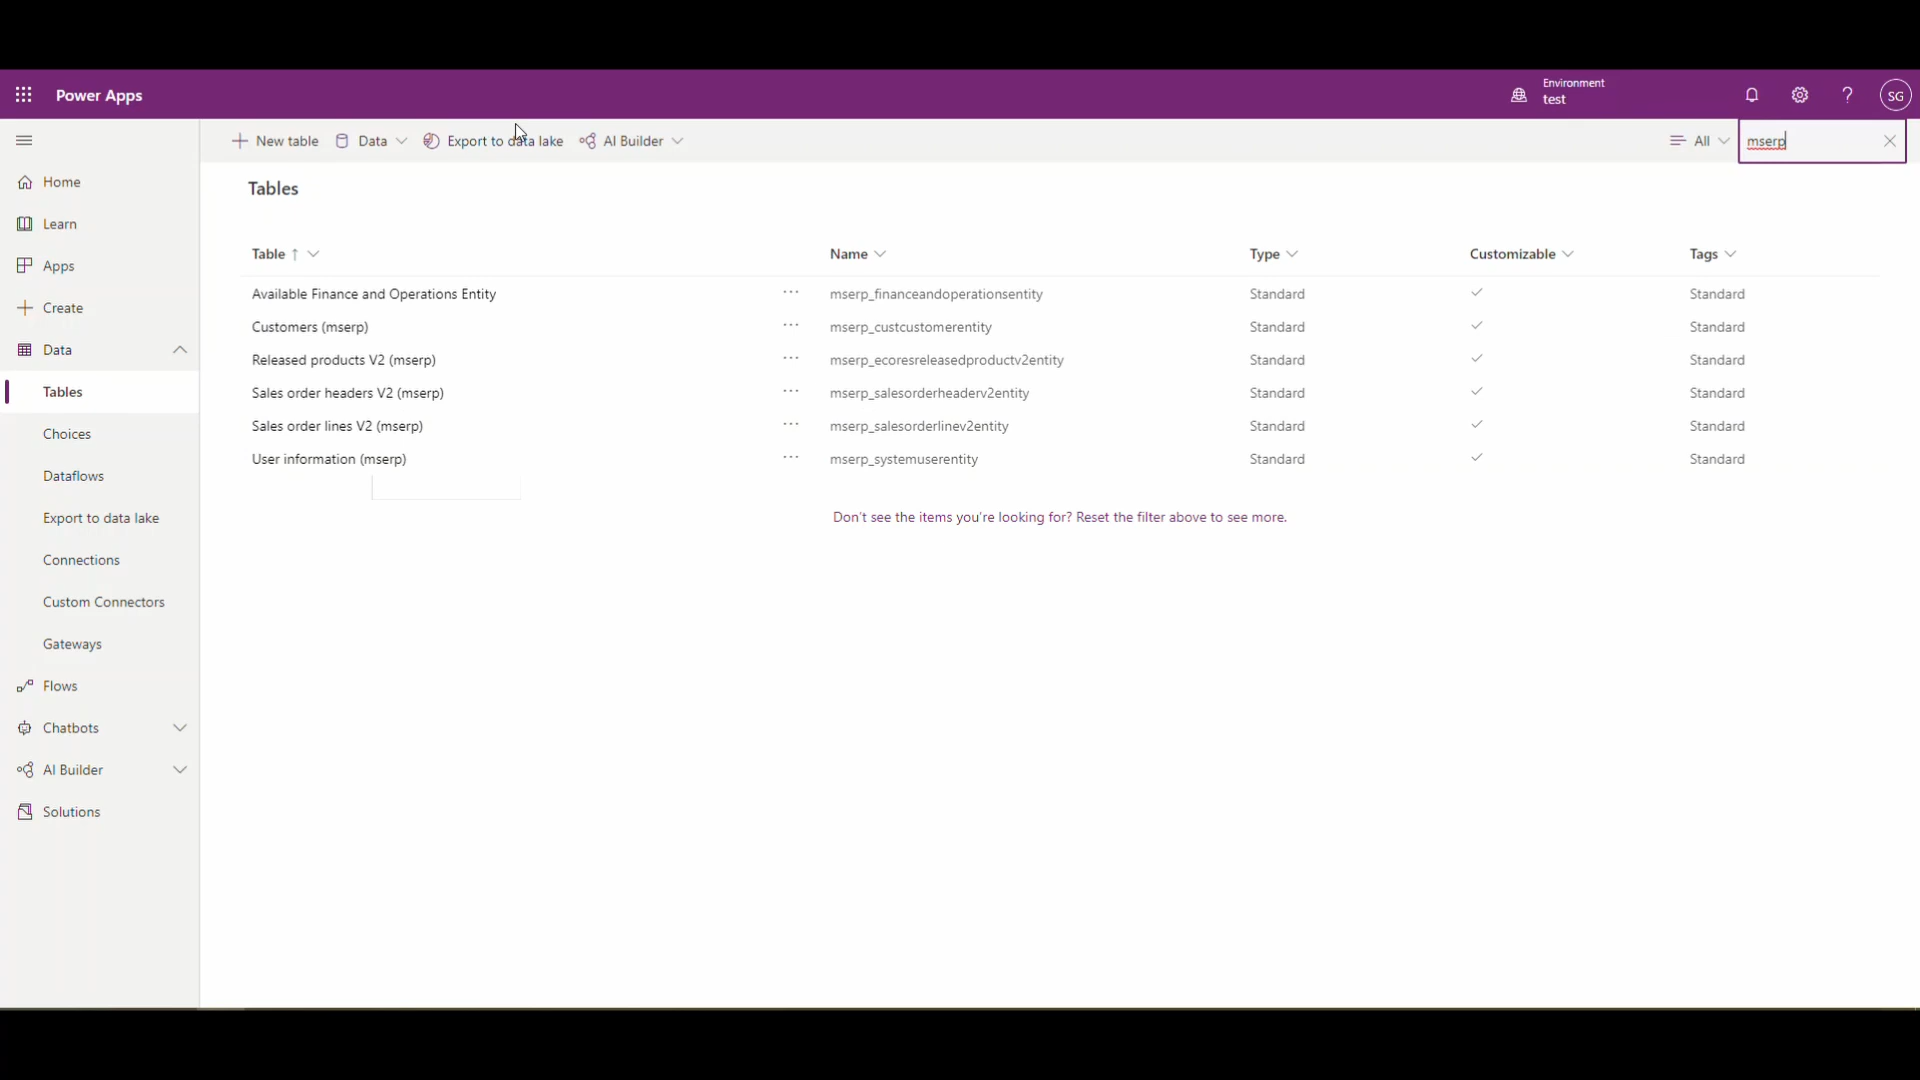 Power Apps
Environment
test
?
SG
New table
Data
Export to data lake
AI Builder
All
mserp
Home
Learn
Apps
Create
Data
Tables
Choices
Dataflows
Export to data lake
Connections
Custom Connectors
Gateways
Flows
Chatbots
AI Builder
Solutions
Tables
Table ↑ Name Type Customizable Tags
Available Finance and Operations Entity ··· mserp_financeandoperationsentity Standard ✓ Standard
Customers (mserp) ··· mserp_custcustomerentity Standard ✓ Standard
Released products V2 (mserp) ··· mserp_ecoresreleasedproductv2entity Standard ✓ Standard
Sales order headers V2 (mserp) ··· mserp_salesorderheaderv2entity Standard ✓ Standard
Sales order lines V2 (mserp) ··· mserp_salesorderlinev2entity Standard ✓ Standard
User information (mserp) ··· mserp_systemuserentity Standard ✓ Standard
Don't see the items you're looking for? Reset the filter above to see more.